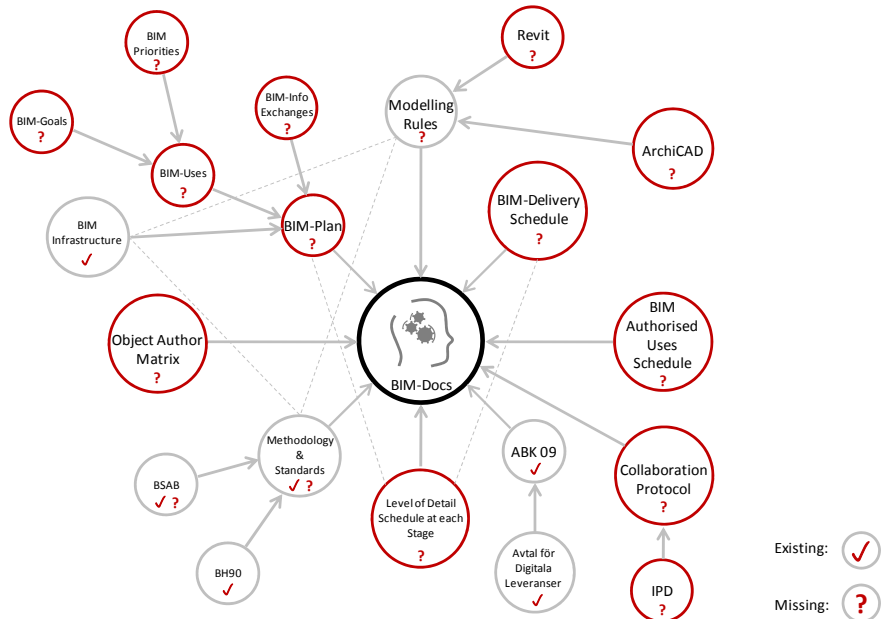 BIM
Priorities
?
Revit
?
BIM-Goals
?
BIM-Info
Exchanges
?
Modelling
Rules
?
ArchiCAD
?
BIM-Uses
?
BIM
Infrastructure
✓
BIM-Plan
?
BIM-Delivery
Schedule
?
Object Author
Matrix
?
BIM-Docs
BIM
Authorised
Uses
Schedule
?
Methodology
&
Standards
✓ ?
BSAB
✓ ?
BH90
✓
Level of Detail
Schedule at each
Stage
?
ABK 09
✓
Avtal för
Digitala
Leveranser
✓
Collaboration
Protocol
?
IPD
?
Existing: ✓
Missing: ?